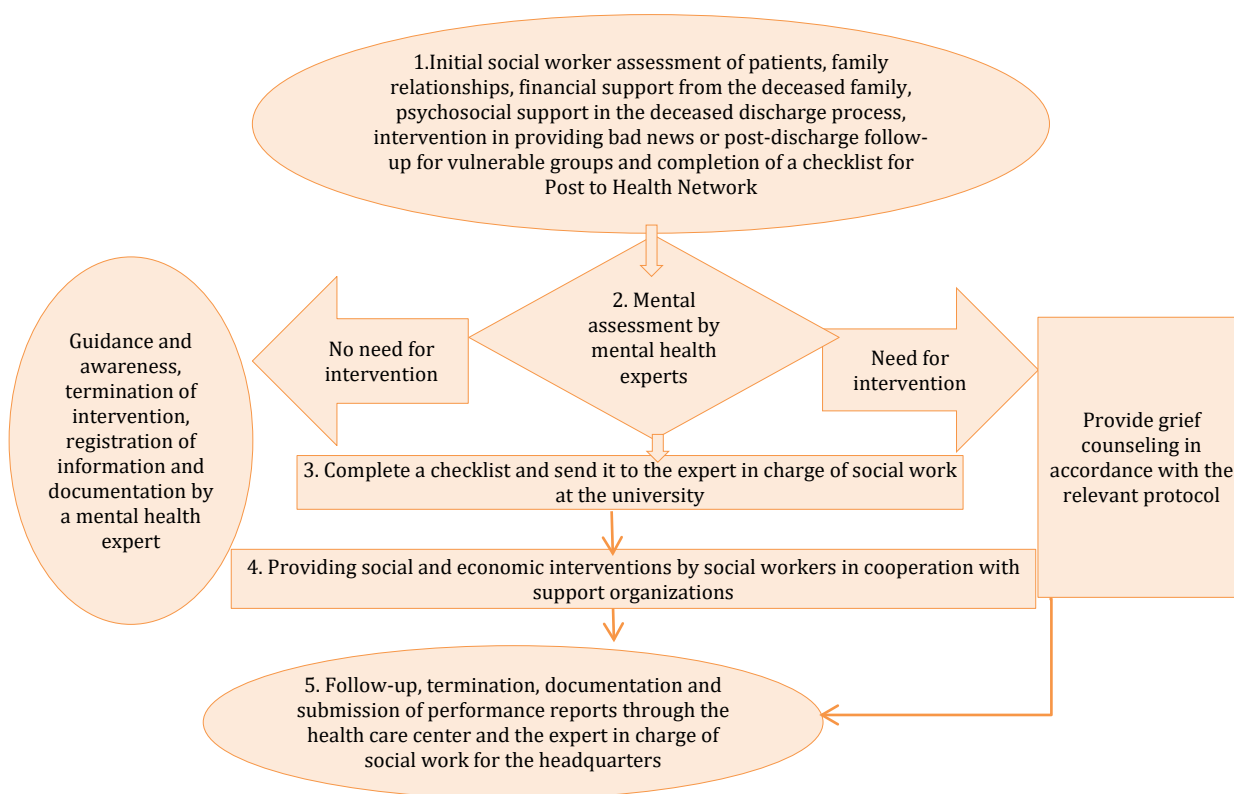 1.Initial social worker assessment of patients, family
relationships, financial support from the deceased family,
psychosocial support in the deceased discharge process,
intervention in providing bad news or post-discharge follow-
up for vulnerable groups and completion of a checklist for
Post to Health Network
2. Mental
assessment by
mental health
experts
No need for
intervention
Need for
intervention
Guidance and
awareness,
termination of
intervention,
registration of
information and
documentation by
a mental health
expert
Provide grief
counseling in
accordance with the
relevant protocol
3. Complete a checklist and send it to the expert in charge of social work
at the university
4. Providing social and economic interventions by social workers in cooperation with
support organizations
5. Follow-up, termination, documentation and
submission of performance reports through the
health care center and the expert in charge of
social work for the headquarters